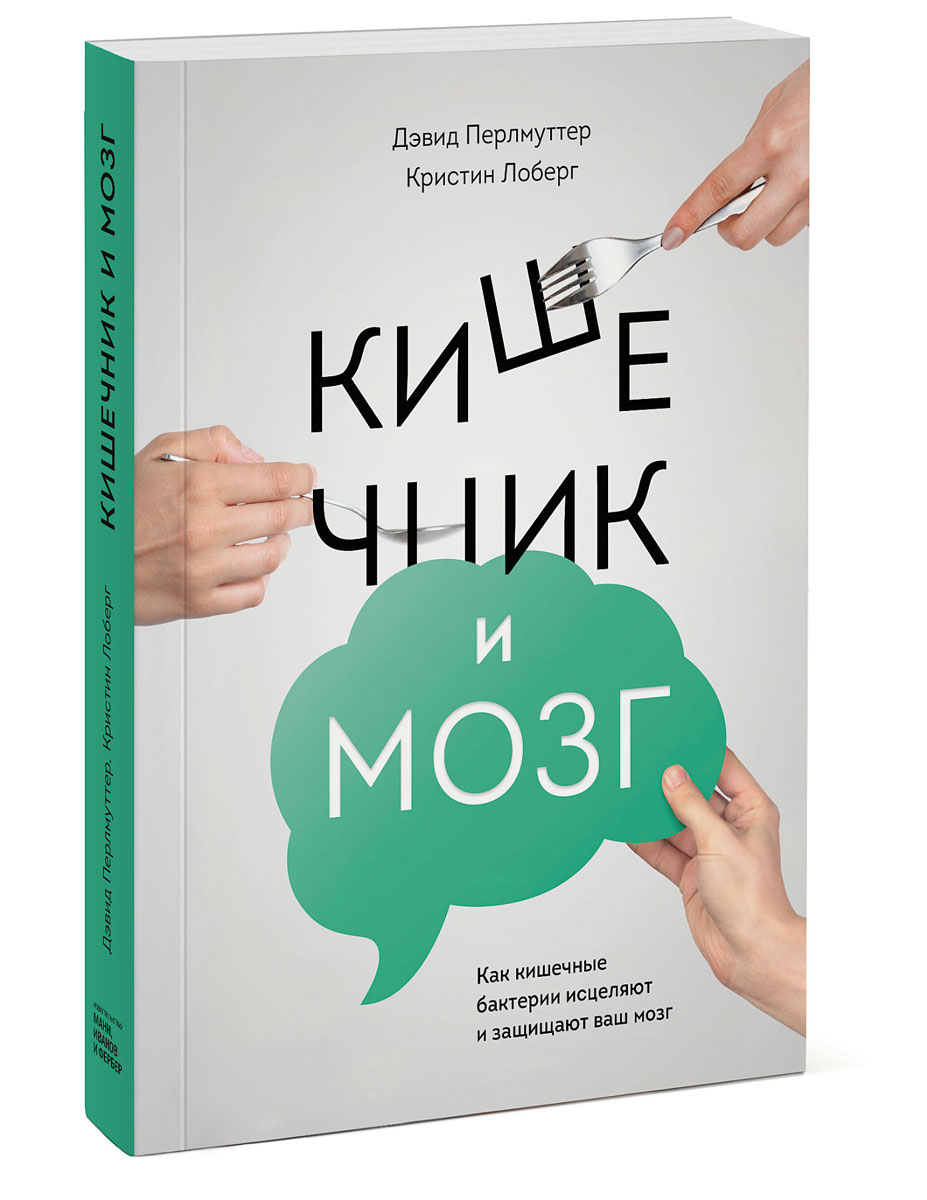 Дэвид Перлмуттер
Кристин Лоберг
КИШЕ
ЧНИК
И
МОЗГ
Как кишечные
бактерии исцеляют
и защищают ваш мозг
КИШЕЧНИК И МОЗГ
Дэвид Перлмуттер, Кристин Лоберг
ИЗДАТЕЛЬСТВО
МАНН,
ИВАНОВ
И ФЕРБЕР